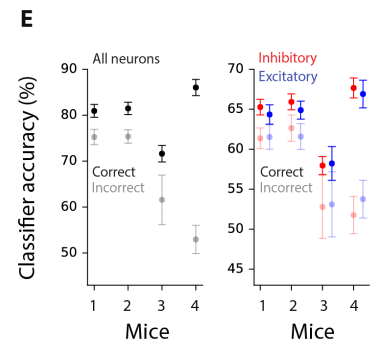 E
Classifier accuracy (%)
All neurons
90
80
70
60
50
Correct
Incorrect
1 2 3 4
Mice
Inhibitory
Excitatory
70
65
60
55
50
45
Correct
Incorrect
1 2 3 4
Mice